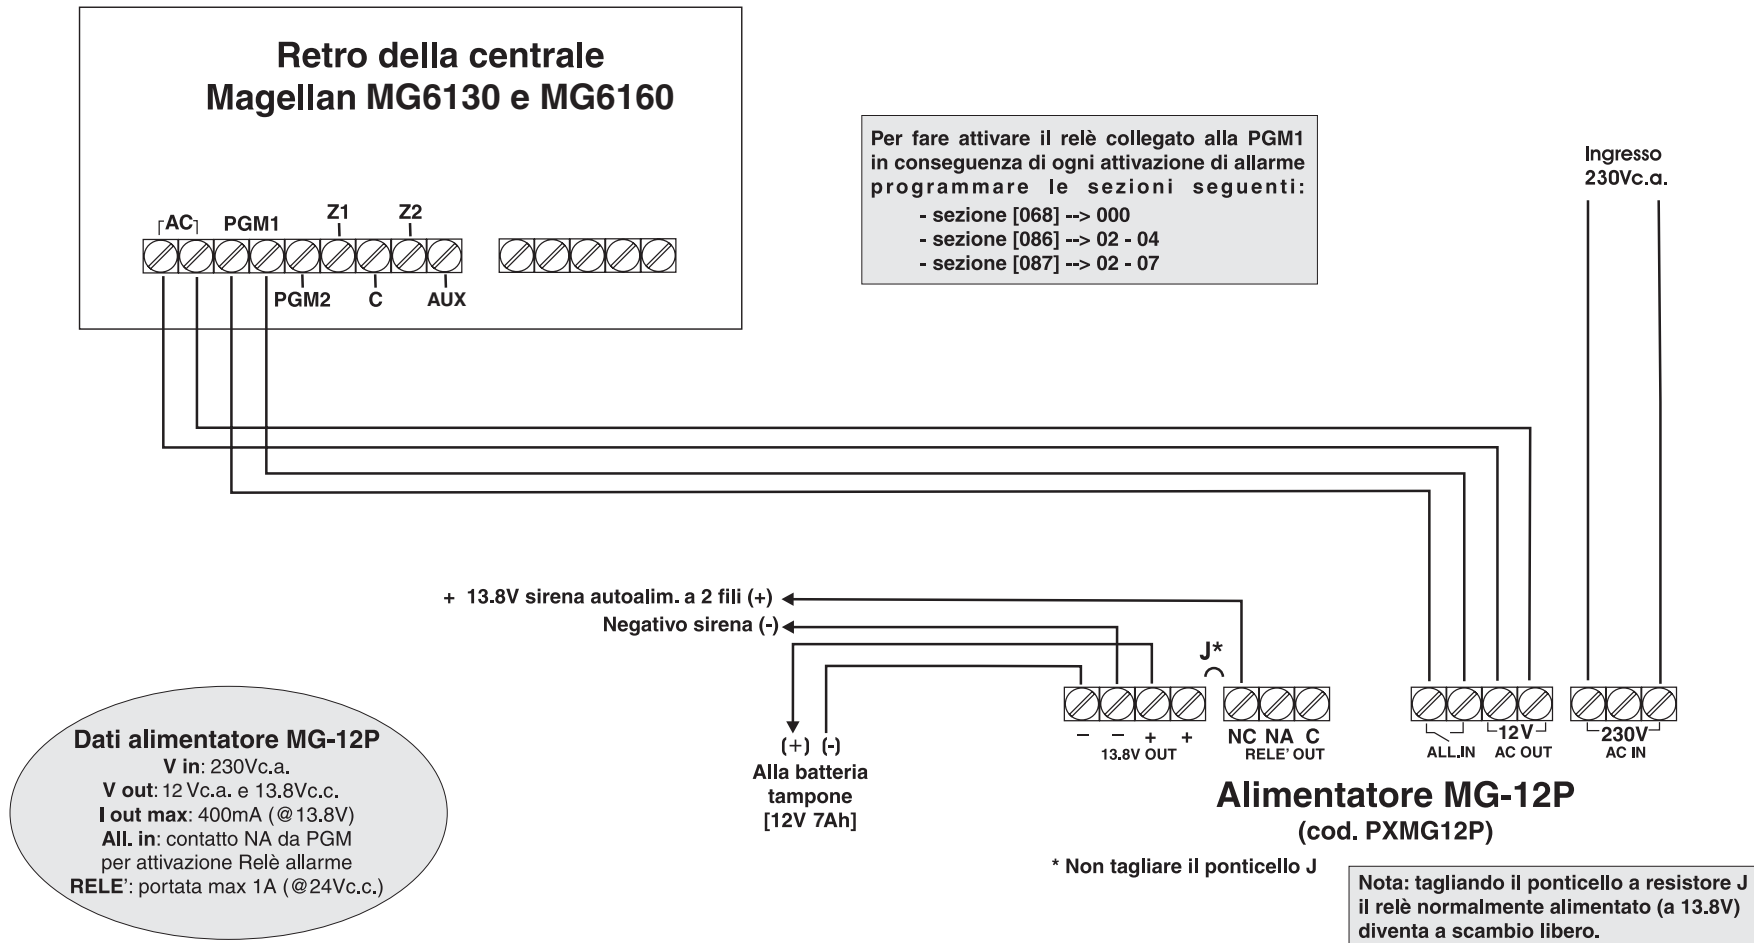 Retro della centrale
Magellan MG6130 e MG6160
Per fare attivare il relè collegato alla PGM1
in conseguenza di ogni attivazione di allarme
programmare le sezioni seguenti:
- sezione [068] --> 000
- sezione [086] --> 02 - 04
- sezione [087] --> 02 - 07
Ingresso
230Vc.a.
AC PGM1 Z1 Z2
PGM2 C AUX
+ 13.8V sirena autoalim. a 2 fili (+)
Negativo sirena (-)
J*
(+) (-)
Alla batteria
tampone
[12V 7Ah]
– – + +
13.8V OUT
NC NA C
RELE' OUT
ALL.IN
12V
AC OUT
230V
AC IN
Alimentatore MG-12P
(cod. PXMG12P)
* Non tagliare il ponticello J
Dati alimentatore MG-12P
V in: 230Vc.a.
V out: 12 Vc.a. e 13.8Vc.c.
I out max: 400mA (@13.8V)
All. in: contatto NA da PGM
per attivazione Relè allarme
RELE': portata max 1A (@24Vc.c.)
Nota: tagliando il ponticello a resistore J
il relè normalmente alimentato (a 13.8V)
diventa a scambio libero.